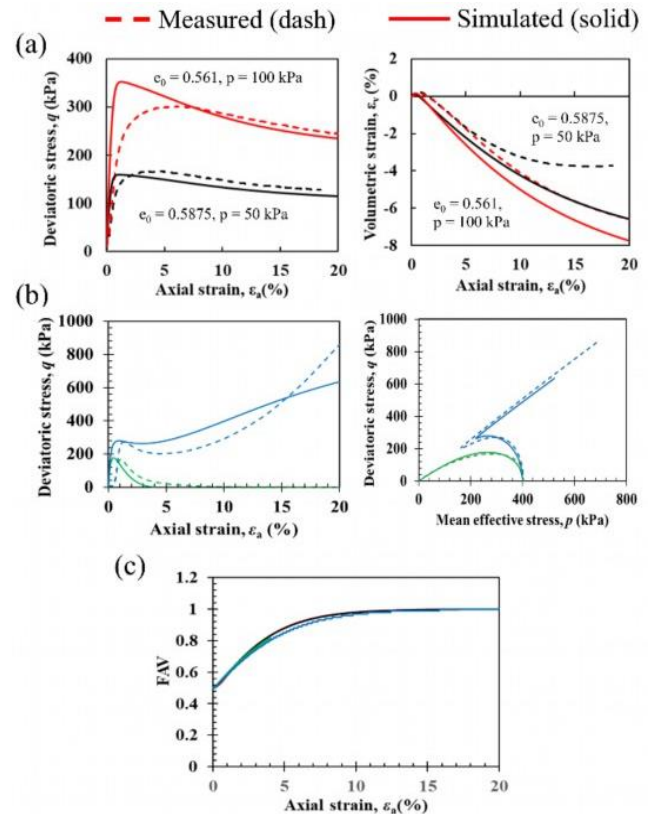 Measured (dash)
Simulated (solid)
(a)
Deviatoric stress, q (kPa)
400
300
200
100
0
e0 = 0.561, p = 100 kPa
e0 = 0.5875, p = 50 kPa
0 5 10 15 20
Axial strain, εa(%)
Volumetric strain, εv (%)
2
0
-2
-4
-6
-8
e0 = 0.5875,
p = 50 kPa
e0 = 0.561,
p = 100 kPa
0 5 10 15 20
Axial strain, εa(%)
(b)
Deviatoric stress, q (kPa)
1000
800
600
400
200
0
0 5 10 15 20
Axial strain, εa (%)
Deviatoric stress, q (kPa)
1000
800
600
400
200
0
0 200 400 600 800
Mean effective stress, p (kPa)
(c)
FAV
1.2
1
0.8
0.6
0.4
0.2
0
0 5 10 15 20
Axial strain, εa(%)